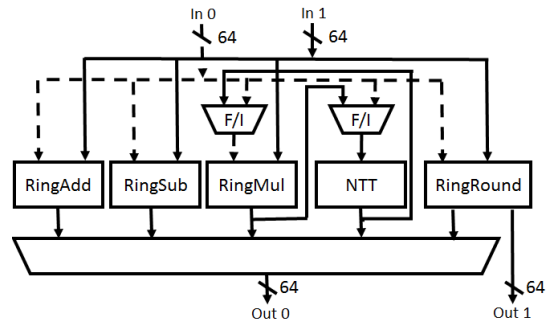 In 0 In 1
64 64
F/I F/I
RingAdd RingSub RingMul NTT RingRound
64 64
Out 0 Out 1